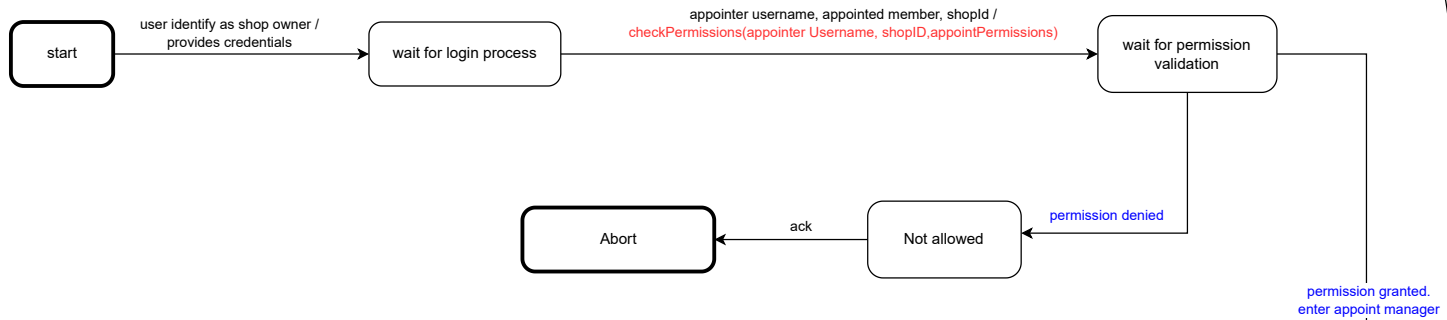 start
user identify as shop owner /
provides credentials
wait for login process
appointer username, appointed member, shopId /
checkPermissions(appointer Username, shopID,appointPermissions)
wait for permission
validation
permission denied
Not allowed
ack
Abort
permission granted.
enter appoint manager